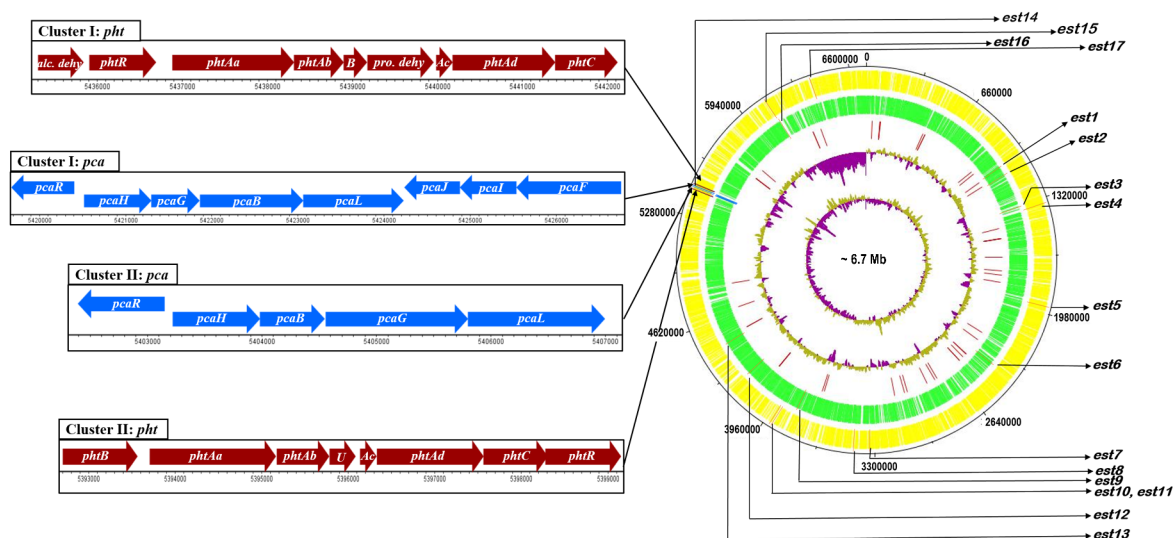 Cluster I: pht
alc. dehy phtR phtAa phtAb B pro. dehy Ac phtAd phtC
5436000 5437000 5438000 5439000 5440000 5441000 5442000
Cluster I: pca
pcaR pcaH pcaG pcaB pcaL pcaJ pcaI pcaF
5420000 5421000 5422000 5423000 5424000 5425000 5426000
Cluster II: pca
pcaR pcaH pcaB pcaG pcaL
5403000 5404000 5405000 5406000 5407000
Cluster II: pht
phtB phtAa phtAb U Ac phtAd phtC phtR
5393000 5394000 5395000 5396000 5397000 5398000 5399000
est14
est15
est16
est17
6600000 0
5940000 660000
est1
est2
est3
1320000
est4
5280000
~ 6.7 Mb
est5
1980000
4620000
est6
2640000
3960000
est7
3300000
est8
est9
est10, est11
est12
est13